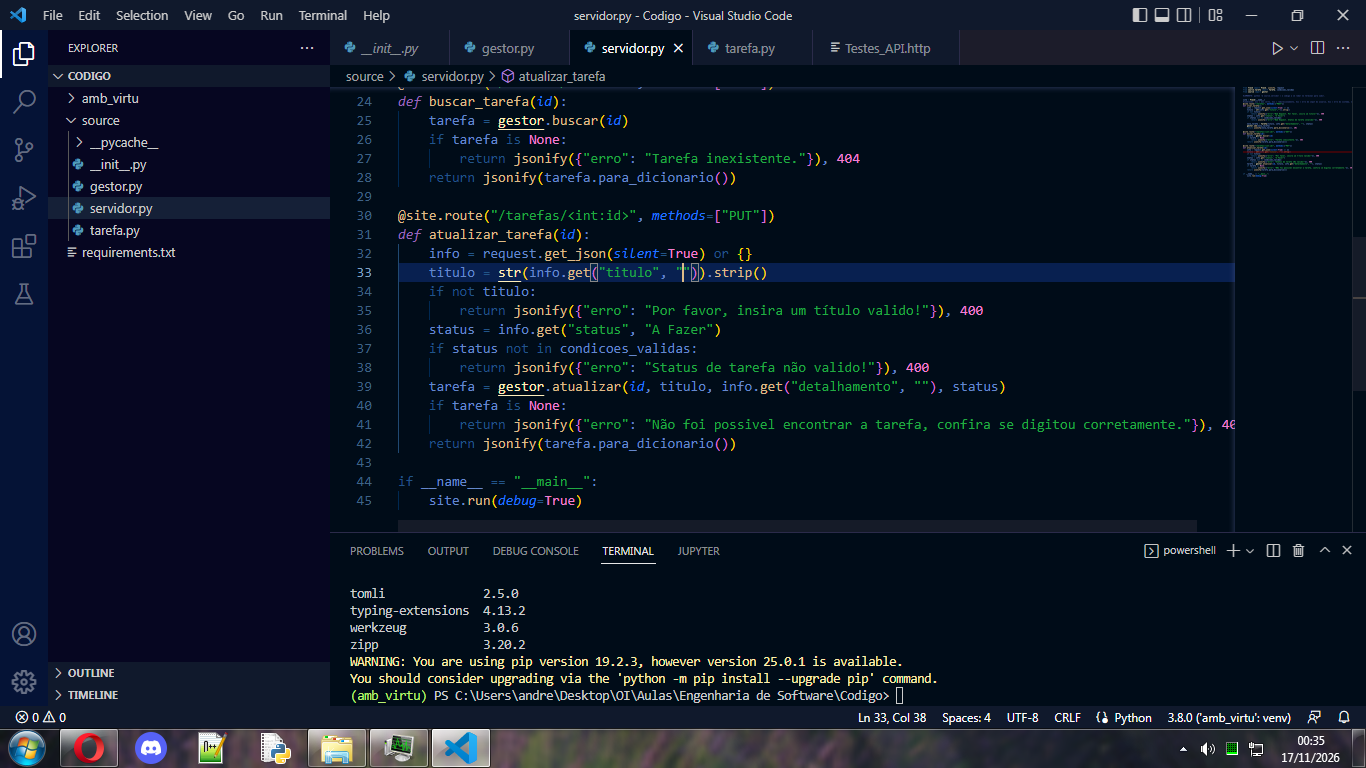 File Edit Selection View Go Run Terminal Help servidor.py - Codigo - Visual Studio Code
EXPLORER
CODIGO
amb_virtu
source
__pycache__
__init__.py
gestor.py
servidor.py
tarefa.py
requirements.txt
OUTLINE
TIMELINE
__init__.py gestor.py servidor.py tarefa.py Testes_API.http
source > servidor.py > atualizar_tarefa
24 def buscar_tarefa(id):
25 tarefa = gestor.buscar(id)
26 if tarefa is None:
27 return jsonify({"erro": "Tarefa inexistente."}), 404
28 return jsonify(tarefa.para_dicionario())
29
30 @site.route("/tarefas/<int:id>", methods=["PUT"])
31 def atualizar_tarefa(id):
32 info = request.get_json(silent=True) or {}
33 titulo = str(info.get("titulo", "")).strip()
34 if not titulo:
35 return jsonify({"erro": "Por favor, insira um título valido!"}), 400
36 status = info.get("status", "A Fazer")
37 if status not in condicoes_validas:
38 return jsonify({"erro": "Status de tarefa não valido!"}), 400
39 tarefa = gestor.atualizar(id, titulo, info.get("detalhamento", ""), status)
40 if tarefa is None:
41 return jsonify({"erro": "Não foi possivel encontrar a tarefa, confira se digitou corretamente."}), 40
42 return jsonify(tarefa.para_dicionario())
43
44 if __name__ == "__main__":
45 site.run(debug=True)
PROBLEMS OUTPUT DEBUG CONSOLE TERMINAL JUPYTER powershell
tomli 2.5.0
typing-extensions 4.13.2
werkzeug 3.0.6
zipp 3.20.2
WARNING: You are using pip version 19.2.3, however version 25.0.1 is available.
You should consider upgrading via the 'python -m pip install --upgrade pip' command.
(amb_virtu) PS C:\Users\andre\Desktop\OI\Aulas\Engenharia de Software\Codigo>
0 0 Ln 33, Col 38 Spaces: 4 UTF-8 CRLF Python 3.8.0 ('amb_virtu': venv)
00:35
17/11/2026